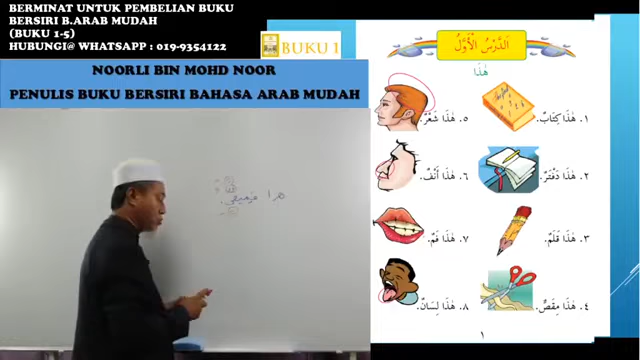 BERMINAT UNTUK PEMBELIAN BUKU
BERSIRI B.ARAB MUDAH
(BUKU 1-5)
HUBUNGI@ WHATSAPP : 019-9354122
BUKU 1
NOORLI BIN MOHD NOOR
PENULIS BUKU BERSIRI BAHASA ARAB MUDAH
اَلدَّرْسُ الْأَوَّلُ
هٰذَا
١. هٰذَا كِتَابٌ.
٢. هٰذَا دَفْتَرٌ.
٣. هٰذَا قَلَمٌ.
٤. هٰذَا مِقَصٌّ.
٥. هٰذَا شَعْرٌ.
٦. هٰذَا أَنْفٌ.
٧. هٰذَا فَمٌ.
٨. هٰذَا لِسَانٌ.
١